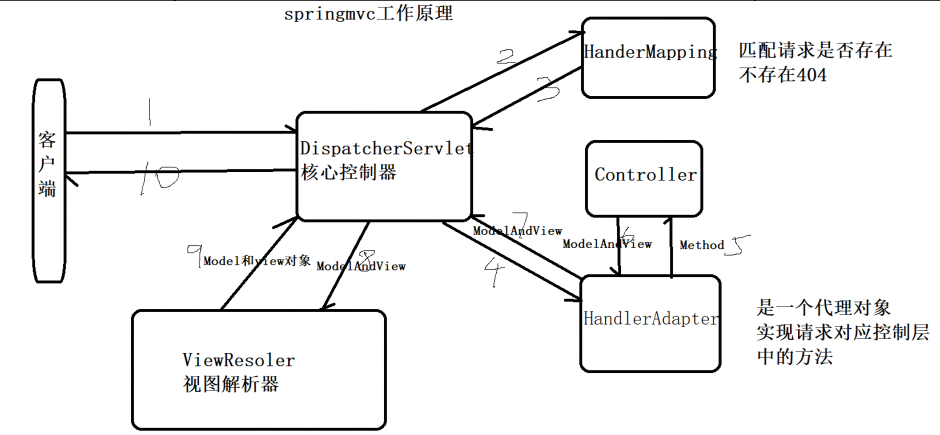 springmvc工作原理
2
HanderMapping
匹配请求是否存在
不存在404
3
1
客户端
DispatcherServlet
核心控制器
10
Controller
7
ModelAndView
6
ModelAndView
Method
5
9
Model和view对象
8
ModelAndView
4
HandlerAdapter
是一个代理对象
实现请求对应控制层
中的方法
ViewResoler
视图解析器